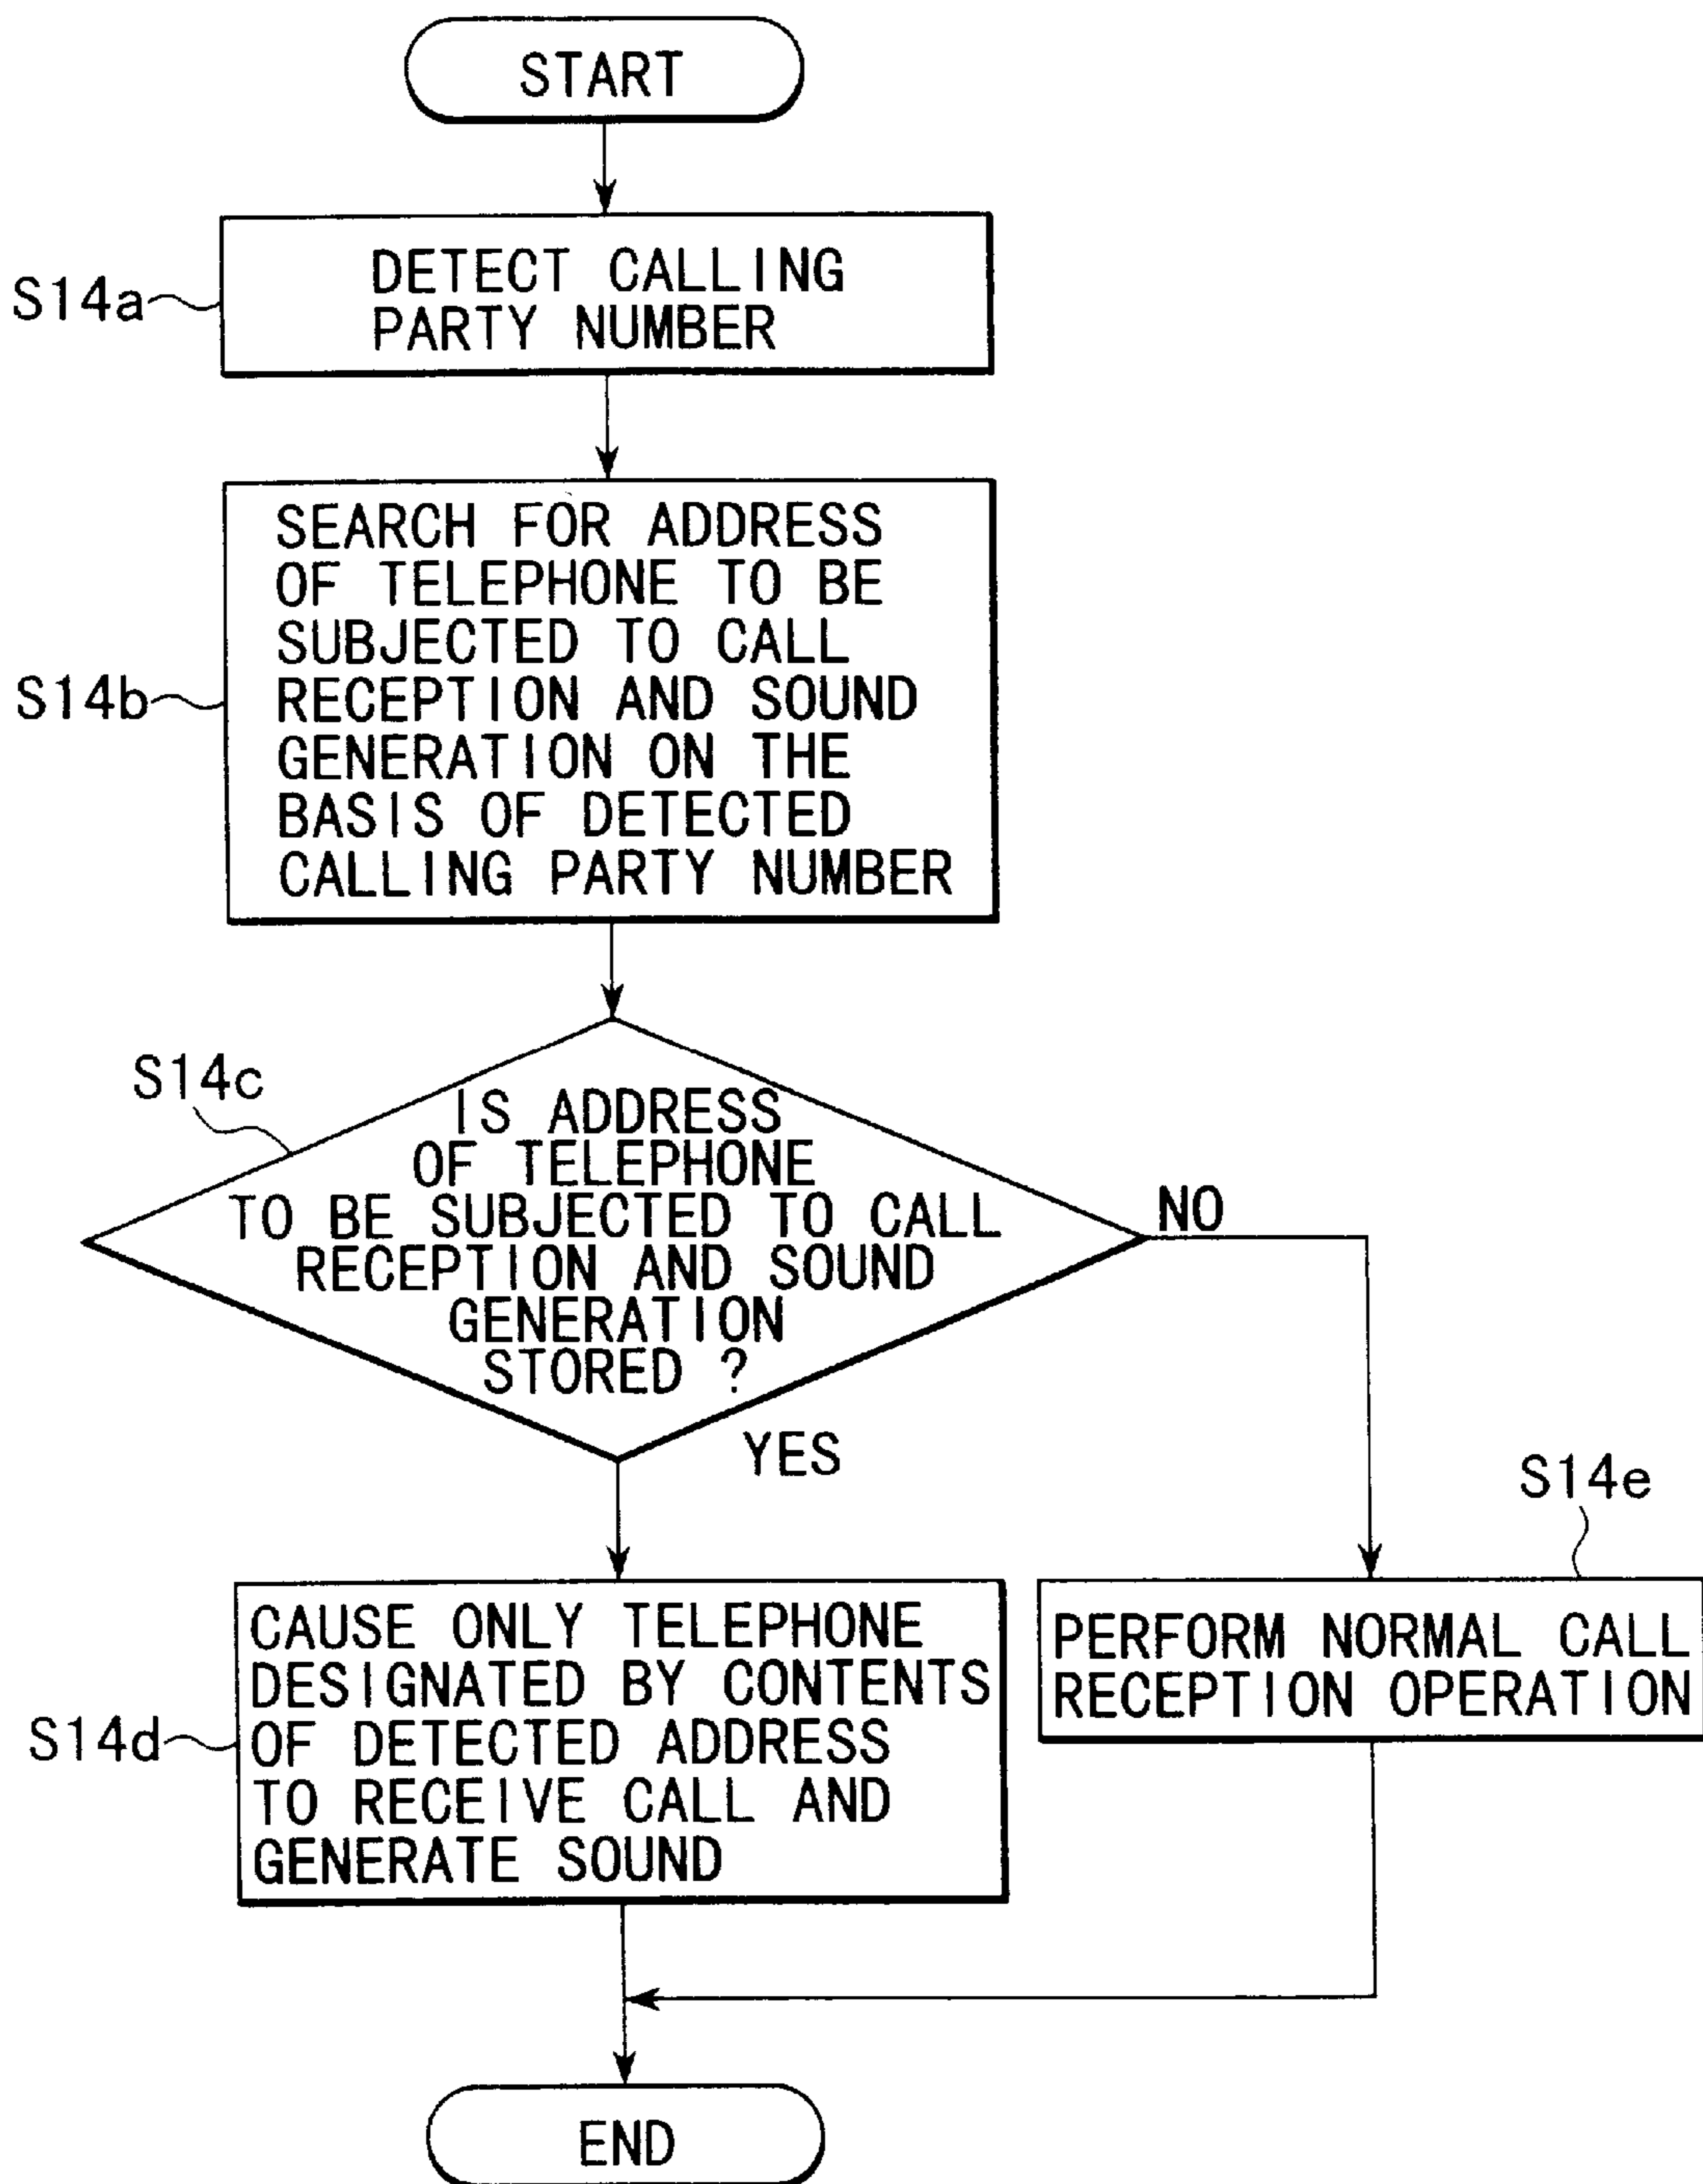 START
S14a
DETECT CALLING
PARTY NUMBER
S14b
SEARCH FOR ADDRESS
OF TELEPHONE TO BE
SUBJECTED TO CALL
RECEPTION AND SOUND
GENERATION ON THE
BASIS OF DETECTED
CALLING PARTY NUMBER
S14c
IS ADDRESS
OF TELEPHONE
TO BE SUBJECTED TO CALL
RECEPTION AND SOUND
GENERATION
STORED ?
NO
YES
S14d
CAUSE ONLY TELEPHONE
DESIGNATED BY CONTENTS
OF DETECTED ADDRESS
TO RECEIVE CALL AND
GENERATE SOUND
S14e
PERFORM NORMAL CALL
RECEPTION OPERATION
END